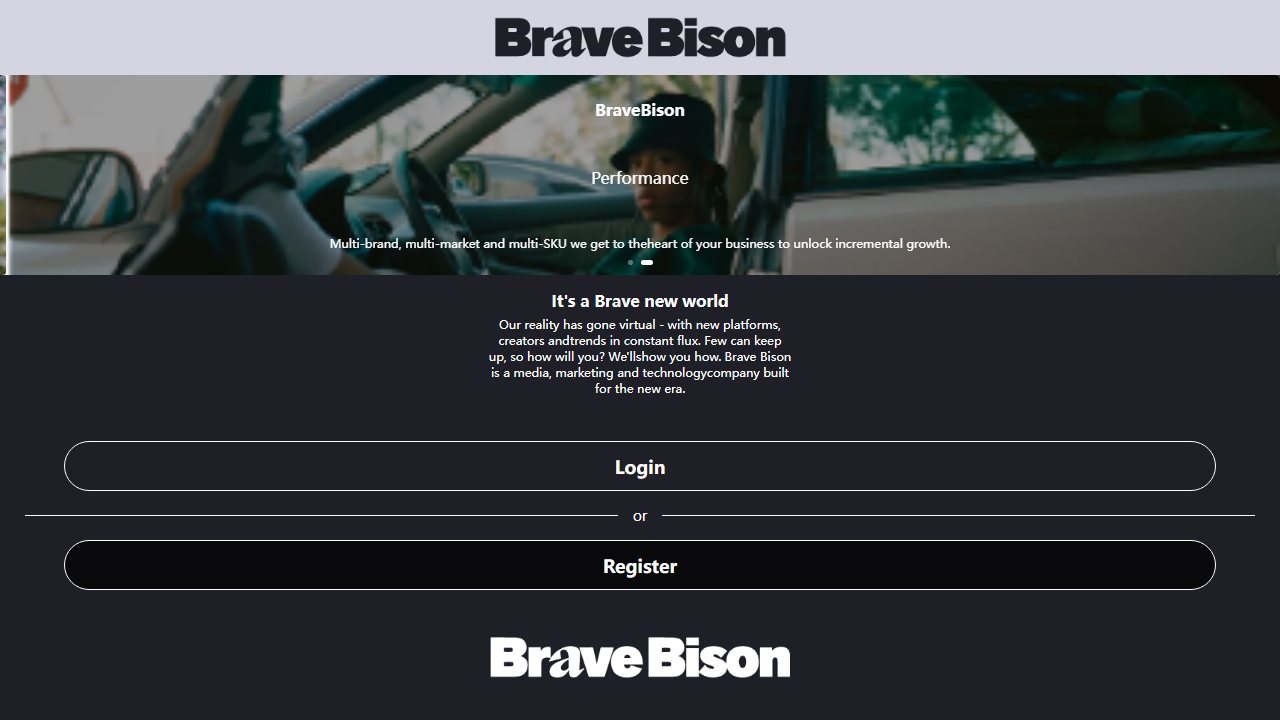 Brave Bison
BraveBison
Performance
Multi-brand, multi-market and multi-SKU we get to theheart of your business to unlock incremental growth.
It's a Brave new world
Our reality has gone virtual - with new platforms,
creators andtrends in constant flux. Few can keep
up, so how will you? We'llshow you how. Brave Bison
is a media, marketing and technologycompany built
for the new era.
Login
or
Register
Brave Bison